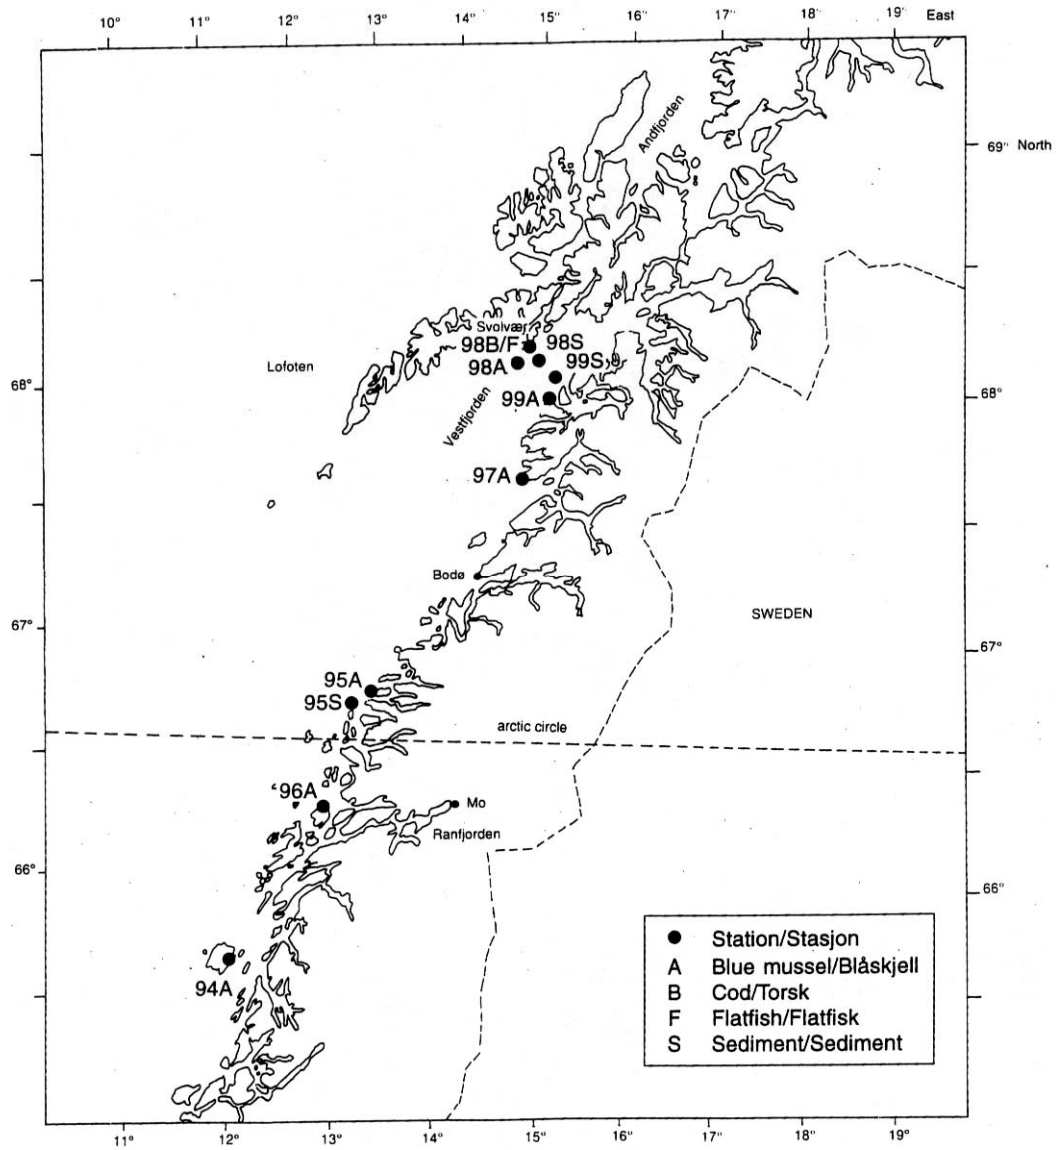 10° 11° 12° 13° 14° 15° 16° 17° 18° 19° East
Andfjorden
69° North
Svolvær
98B/F 98S
98A 99S
Lofoten
68° 68°
99A
Vestfjorden
97A
Bodø
SWEDEN
67° 67°
95A
95S
arctic circle
96A
Mo
Ranfjorden
66° 66°
94A
Station/Stasjon
A Blue mussel/Blåskjell
B Cod/Torsk
F Flatfish/Flatfisk
S Sediment/Sediment
11° 12° 13° 14° 15° 16° 17° 18° 19°